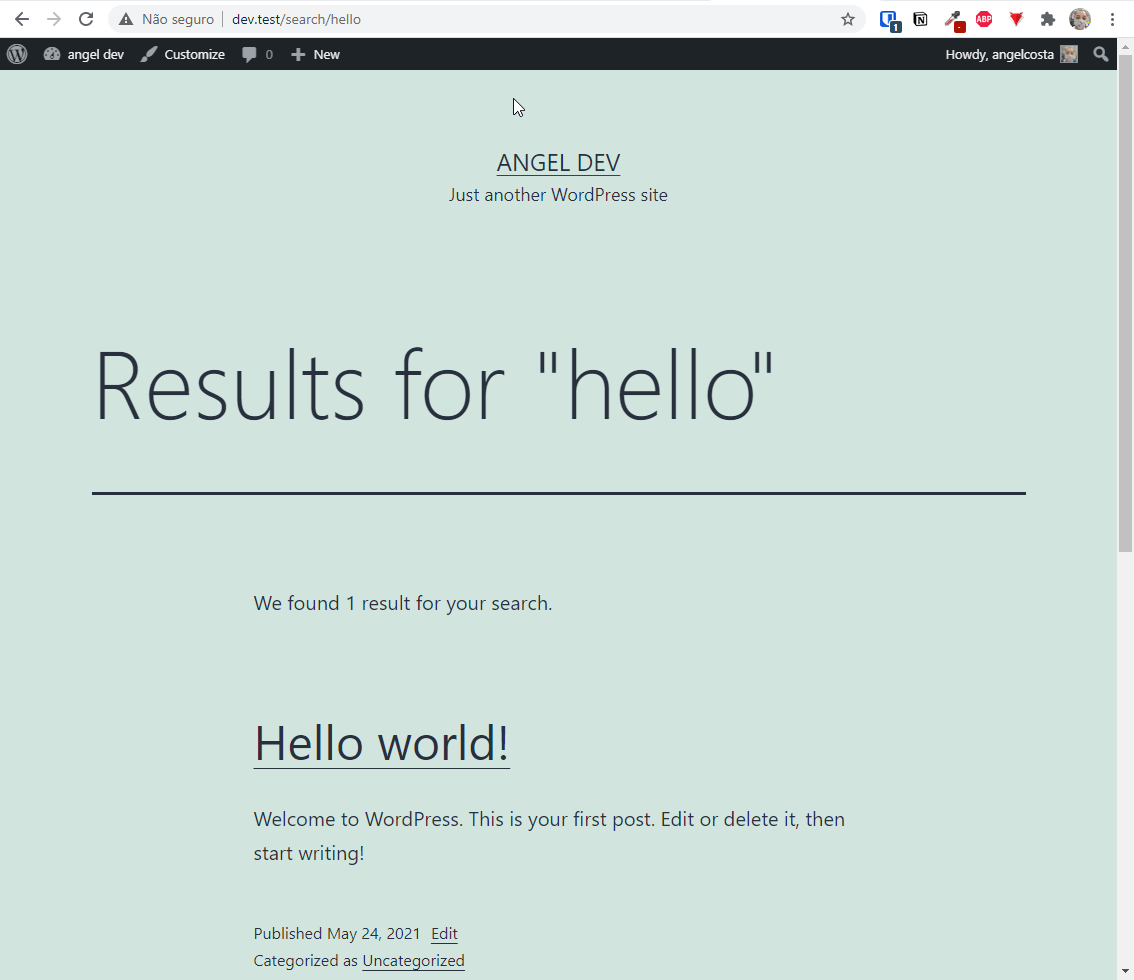 Não seguro dev.test/search/hello
1
ABP
angel dev Customize 0 New Howdy, angelcosta
ANGEL DEV
Just another WordPress site
Results for "hello"
We found 1 result for your search.
Hello world!
Welcome to WordPress. This is your first post. Edit or delete it, then
start writing!
Published May 24, 2021 Edit
Categorized as Uncategorized